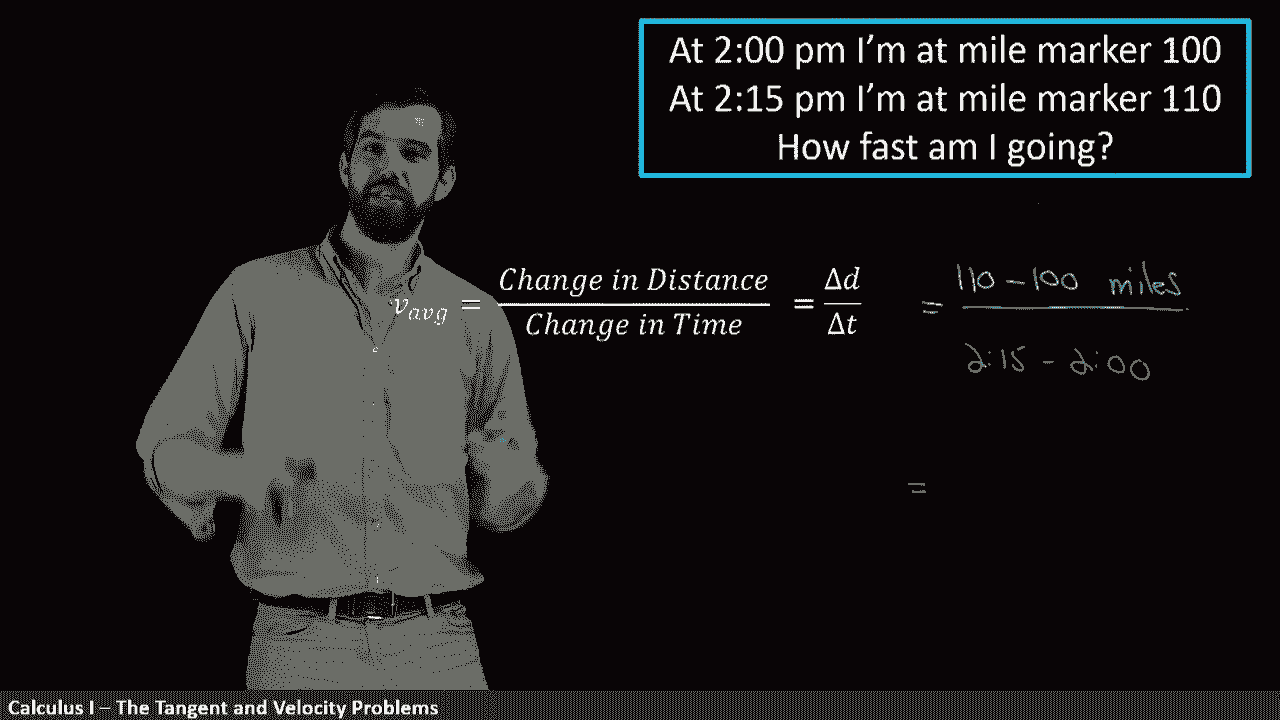 At 2:00 pm I'm at mile marker 100
At 2:15 pm I'm at mile marker 110
How fast am I going?
v_avg = Change in Distance / Change in Time = Δd / Δt = 110 - 100 miles / 2:15 - 2:00
=
Calculus I – The Tangent and Velocity Problems